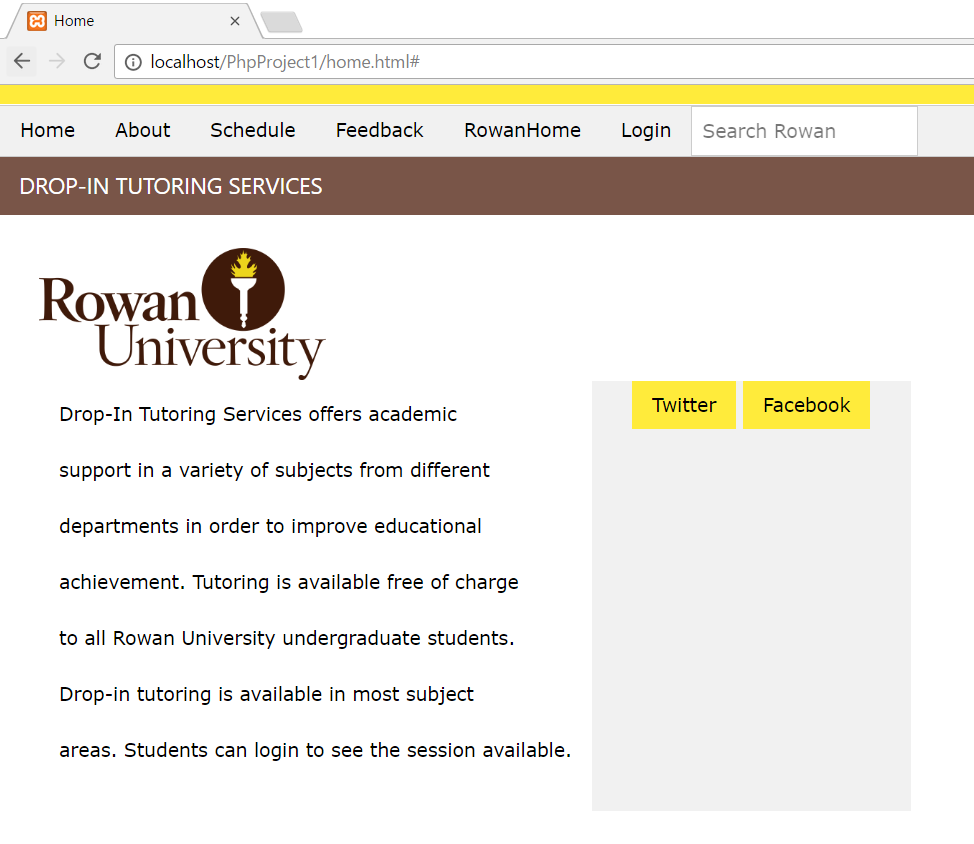 Home
localhost/PhpProject1/home.html#
Home About Schedule Feedback RowanHome Login Search Rowan
DROP-IN TUTORING SERVICES
Rowan
University
Twitter Facebook
Drop-In Tutoring Services offers academic
support in a variety of subjects from different
departments in order to improve educational
achievement. Tutoring is available free of charge
to all Rowan University undergraduate students.
Drop-in tutoring is available in most subject
areas. Students can login to see the session available.